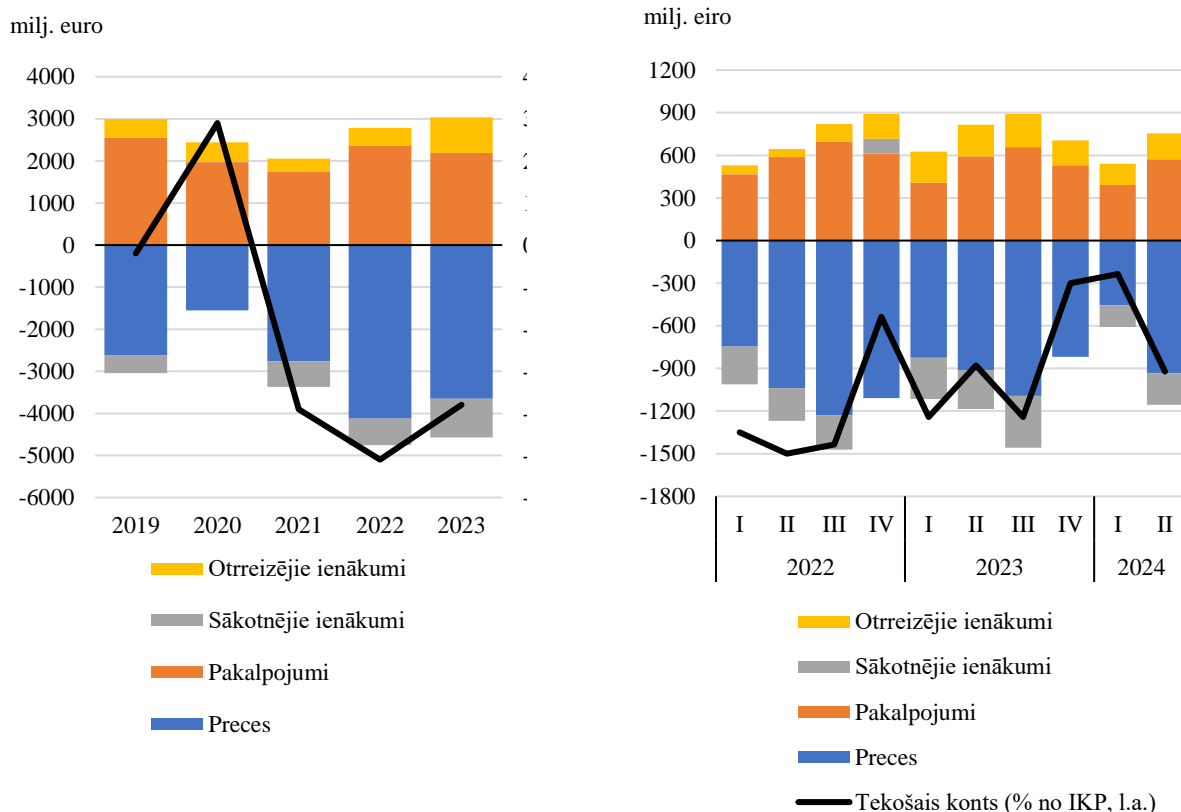 milj. euro
4000
3000
2000
1000
0
-1000
-2000
-3000
-4000
-5000
-6000
2019 2020 2021 2022 2023
Otrreizējie ienākumi
Sākotnējie ienākumi
Pakalpojumi
Preces
milj. eiro
1200
900
600
300
0
-300
-600
-900
-1200
-1500
-1800
I II III IV I II III IV I II
2022 2023 2024
Otrreizējie ienākumi
Sākotnējie ienākumi
Pakalpojumi
Preces
Tekošais konts (% no IKP, l.a.)